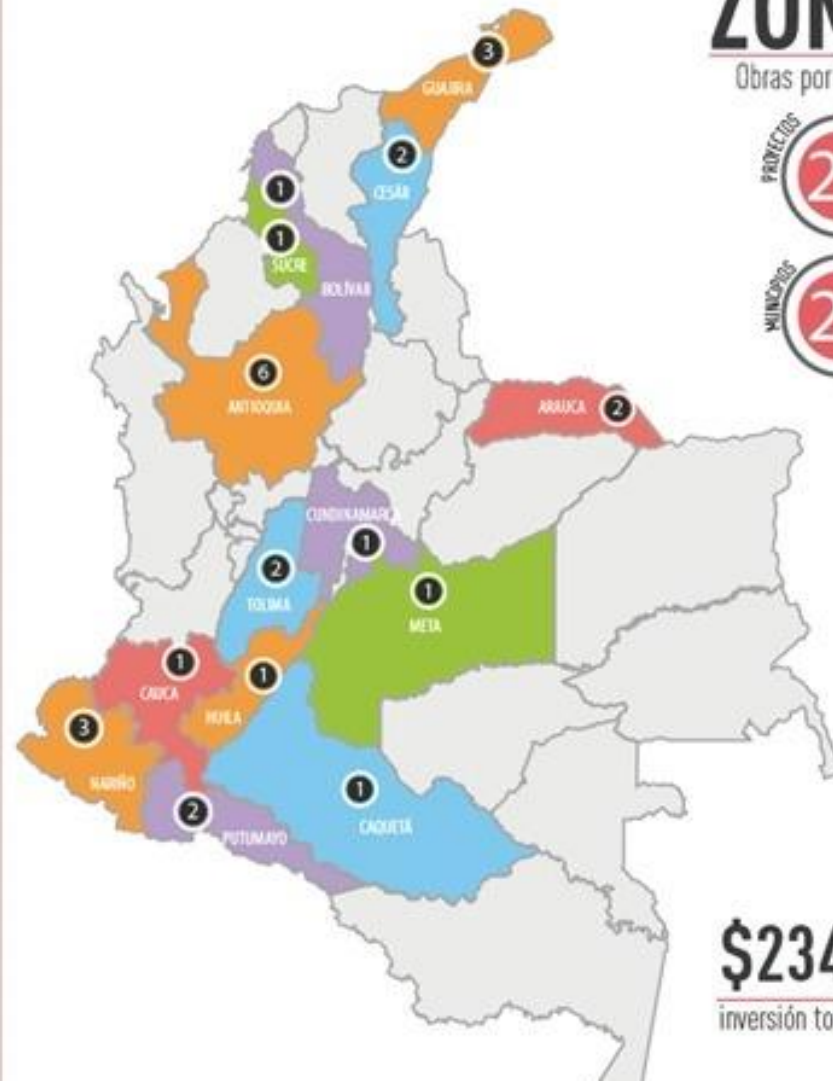 ZON
Obras por
PROYECTOS
2
MUNICIPIOS
2
3
GUAJIRA
2
CESAR
1
1
SUCRE
BOLÍVAR
6
ANTIOQUIA
ARAUCA
2
CUNDINAMARCA
1
2
TOLIMA
1
META
1
CAUCA
1
HUILA
3
NARIÑO
1
CAQUETÁ
2
PUTUMAYO
$234
inversión to